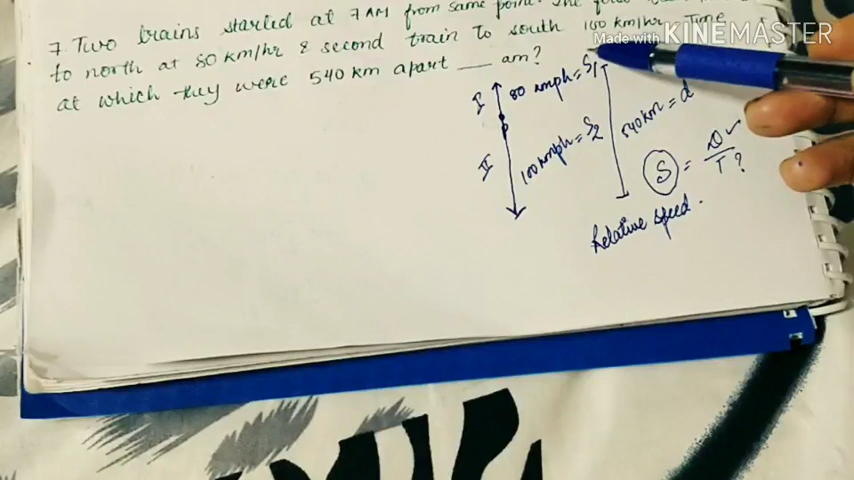 7. Two trains started at 7 AM from same point. The first
to north at 80 km/hr & second train to south 100 km/hr Time
at which they were 540 km apart ___ am?
Made with KINEMASTER
I 80 kmph = S1
540 km = d
II 100 kmph = S2
S = D/T ?
Relative speed.